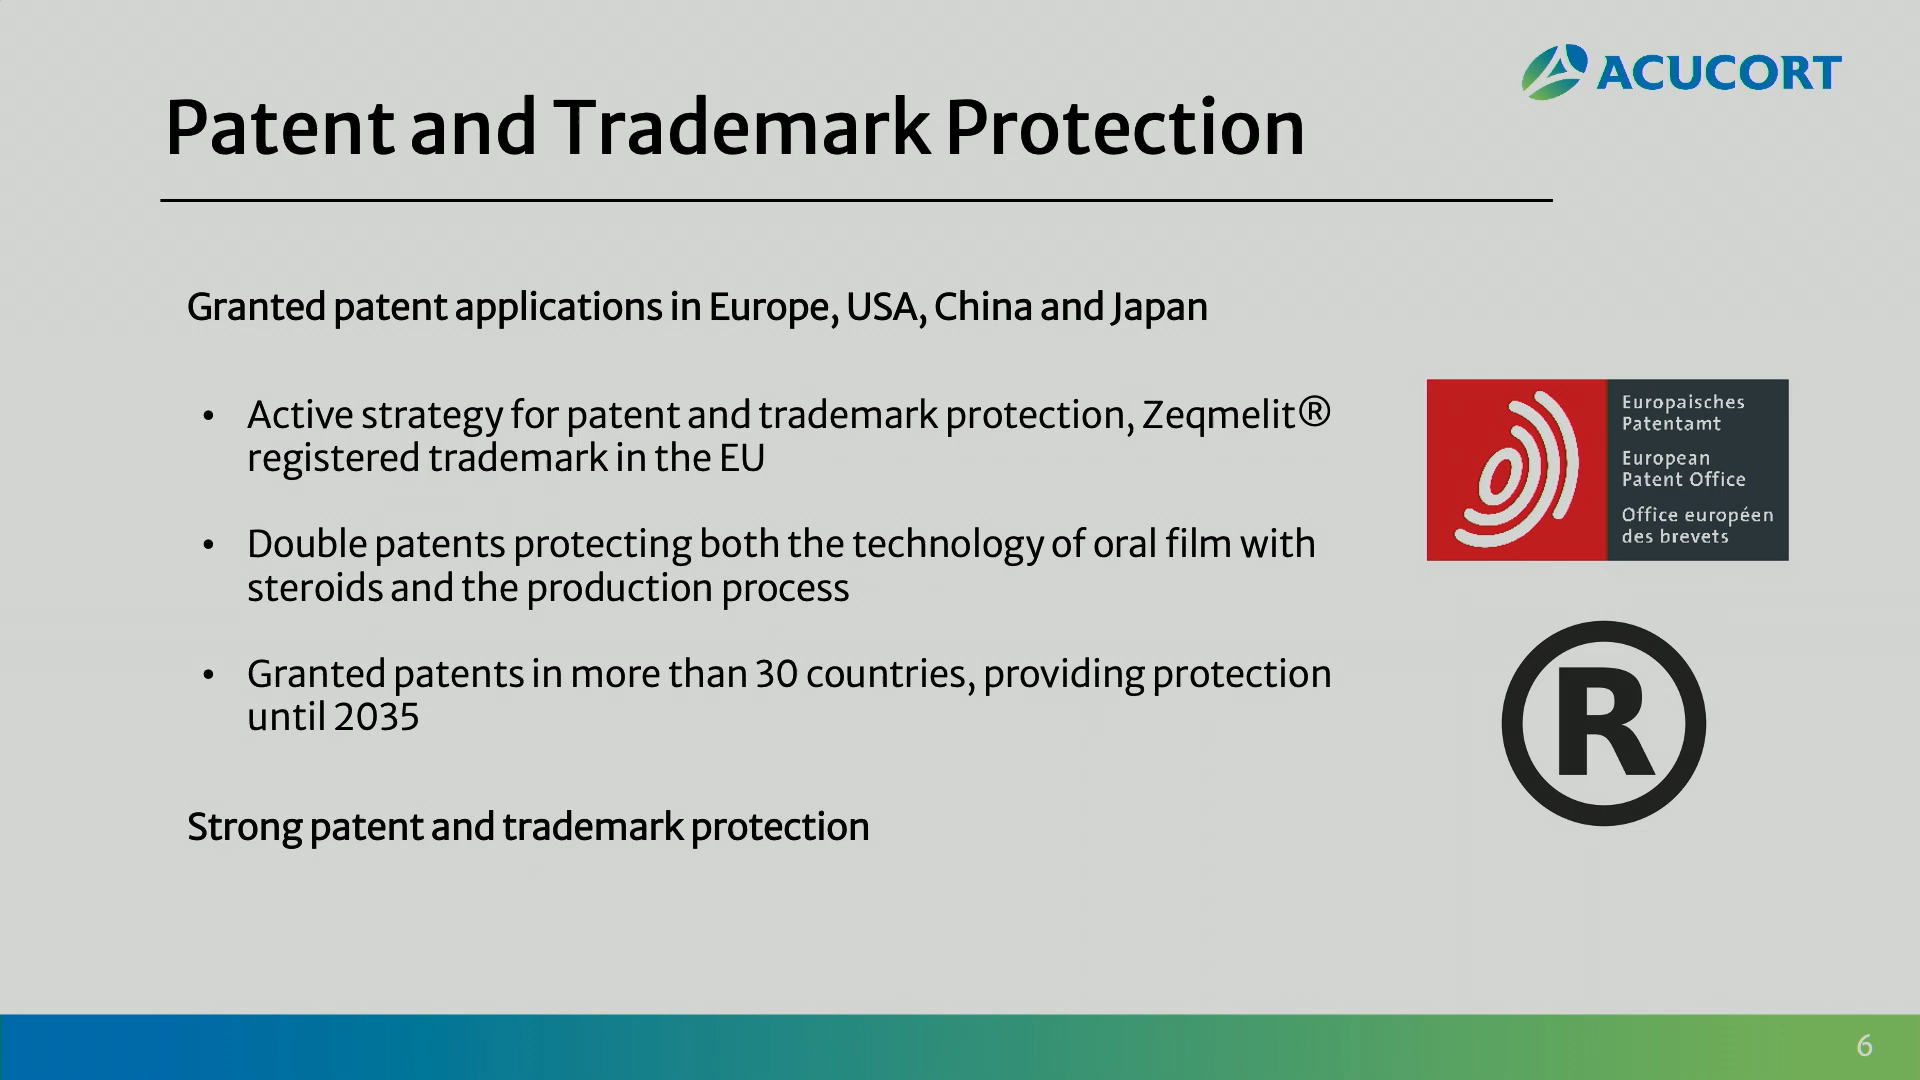 ACUCORT
Patent and Trademark Protection
Granted patent applications in Europe, USA, China and Japan
• Active strategy for patent and trademark protection, Zeqmelit®
registered trademark in the EU
• Double patents protecting both the technology of oral film with
steroids and the production process
• Granted patents in more than 30 countries, providing protection
until 2035
Strong patent and trademark protection
Europaisches
Patentamt
European
Patent Office
Office européen
des brevets
®
6